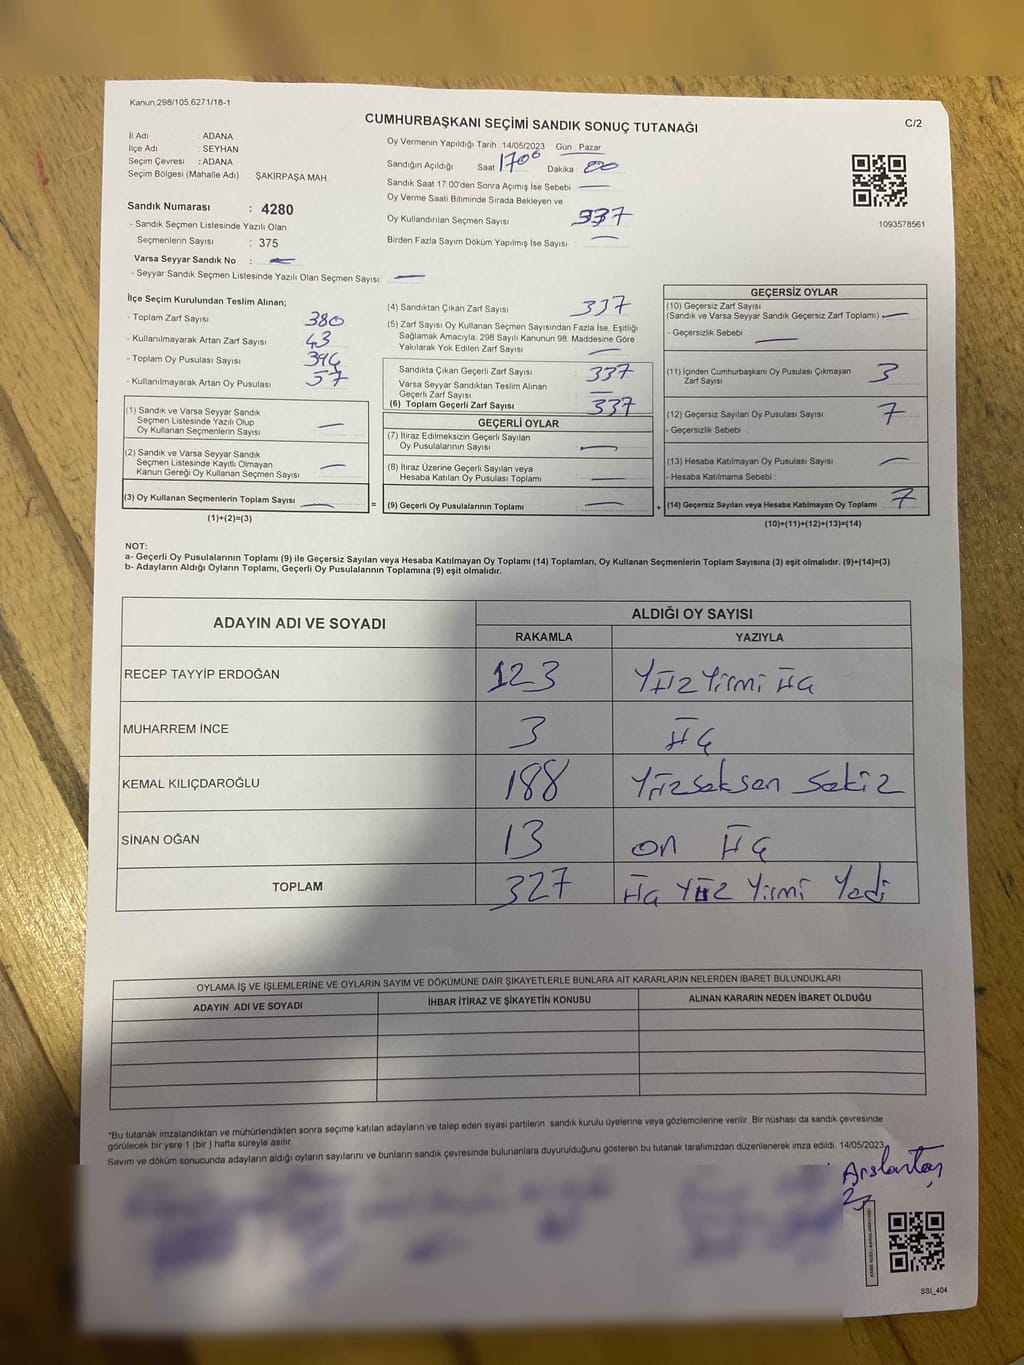 Kanun.298/105.6271/18-1
CUMHURBAŞKANI SEÇİMİ SANDIK SONUÇ TUTANAĞI
C/2
İl Adı : ADANA
İlçe Adı : SEYHAN
Seçim Çevresi : ADANA
Seçim Bölgesi (Mahalle Adı) : ŞAKİRPAŞA MAH
Sandık Numarası : 4280
- Sandık Seçmen Listesinde Yazılı Olan
Seçmenlerin Sayısı : 375
Varsa Seyyar Sandık No :
- Seyyar Sandık Seçmen Listesinde Yazılı Olan Seçmen Sayısı:
Oy Vermenin Yapıldığı Tarih : 14/05/2023 Gün : Pazar
Sandığın Açıldığı Saat 1700 Dakika 00
Sandık Saat 17.00'den Sonra Açımış İse Sebebi
Oy Verme Saati Bitiminde Sırada Bekleyen ve
Oy Kullandırılan Seçmen Sayısı 337
Birden Fazla Sayım Döküm Yapılmış İse Sayısı :
1093578561
İlçe Seçim Kurulundan Teslim Alınan;
- Toplam Zarf Sayısı 380
- Kullanılmayarak Artan Zarf Sayısı 43
- Toplam Oy Pusulası Sayısı 394
- Kullanılmayarak Artan Oy Pusulası 57
(1) Sandık ve Varsa Seyyar Sandık
Seçmen Listesinde Yazılı Olup
Oy Kullanan Seçmenlerin Sayısı
(2) Sandık ve Varsa Seyyar Sandık
Seçmen Listesinde Kayıtlı Olmayan
Kanun Gereği Oy Kullanan Seçmen Sayısı
(3) Oy Kullanan Seçmenlerin Toplam Sayısı
=
(1)+(2)=(3)
(4) Sandıktan Çıkan Zarf Sayısı 337
(5) Zarf Sayısı Oy Kullanan Seçmen Sayısından Fazla İse, Eşitliği
Sağlamak Amacıyla; 298 Sayılı Kanunun 98. Maddesine Göre
Yakılarak Yok Edilen Zarf Sayısı
Sandıkta Çıkan Geçerli Zarf Sayısı 337
Varsa Seyyar Sandıktan Teslim Alınan
Geçerli Zarf Sayısı
(6) Toplam Geçerli Zarf Sayısı 337
GEÇERLİ OYLAR
(7) İtiraz Edilmeksizin Geçerli Sayılan
Oy Pusulalarının Sayısı
(8) İtiraz Üzerine Geçerli Sayılan veya
Hesaba Katılan Oy Pusulası Toplamı
(9) Geçerli Oy Pusulalarının Toplamı
+
GEÇERSİZ OYLAR
(10) Geçersiz Zarf Sayısı
(Sandık ve Varsa Seyyar Sandık Geçersiz Zarf Toplamı)
- Geçersizlik Sebebi :
(11) İçinden Cumhurbaşkanı Oy Pusulası Çıkmayan
Zarf Sayısı 3
(12) Geçersiz Sayılan Oy Pusulası Sayısı 7
- Geçersizlik Sebebi :
(13) Hesaba Katılmayan Oy Pusulası Sayısı
- Hesaba Katılmama Sebebi :
(14) Geçersiz Sayılan veya Hesaba Katılmayan Oy Toplamı 7
(10)+(11)+(12)+(13)=(14)
NOT:
a- Geçerli Oy Pusulalarının Toplamı (9) ile Geçersiz Sayılan veya Hesaba Katılmayan Oy Toplamı (14) Toplamları, Oy Kullanan Seçmenlerin Toplam Sayısına (3) eşit olmalıdır. (9)+(14)=(3)
b- Adayların Aldığı Oyların Toplamı, Geçerli Oy Pusulalarının Toplamına (9) eşit olmalıdır.
ADAYIN ADI VE SOYADI
ALDIĞI OY SAYISI
RAKAMLA YAZIYLA
RECEP TAYYİP ERDOĞAN 123 Yüz Yirmi üç
MUHARREM İNCE 3 üç
KEMAL KILIÇDAROĞLU 188 Yüzseksen Sekiz
SİNAN OĞAN 13 on üç
TOPLAM 327 üç Yüz Yirmi Yedi
OYLAMA İŞ VE İŞLEMLERİNE VE OYLARIN SAYIM VE DÖKÜMÜNE DAİR ŞİKAYETLERLE BUNLARA AİT KARARLARIN NELERDEN İBARET BULUNDUKLARI
ADAYIN ADI VE SOYADI İHBAR İTİRAZ VE ŞİKAYETİN KONUSU ALINAN KARARIN NEDEN İBARET OLDUĞU
*Bu tutanak imzalandıktan ve mühürlendikten sonra seçime katılan adayların ve talep eden siyasi partilerin sandık kurulu üyelerine veya gözlemcilerine verilir. Bir nüshası da sandık çevresinde
görülecek bir yere 1 (bir ) hafta süreyle asılır.
Sayım ve döküm sonucunda adayların aldığı oyların sayılarını ve bunların sandık çevresinde bulunanlara duyurulduğunu gösteren bu tutanak tarafımızdan düzenlenerek imza edildi. 14/05/2023
Arslantaş
SSI_404